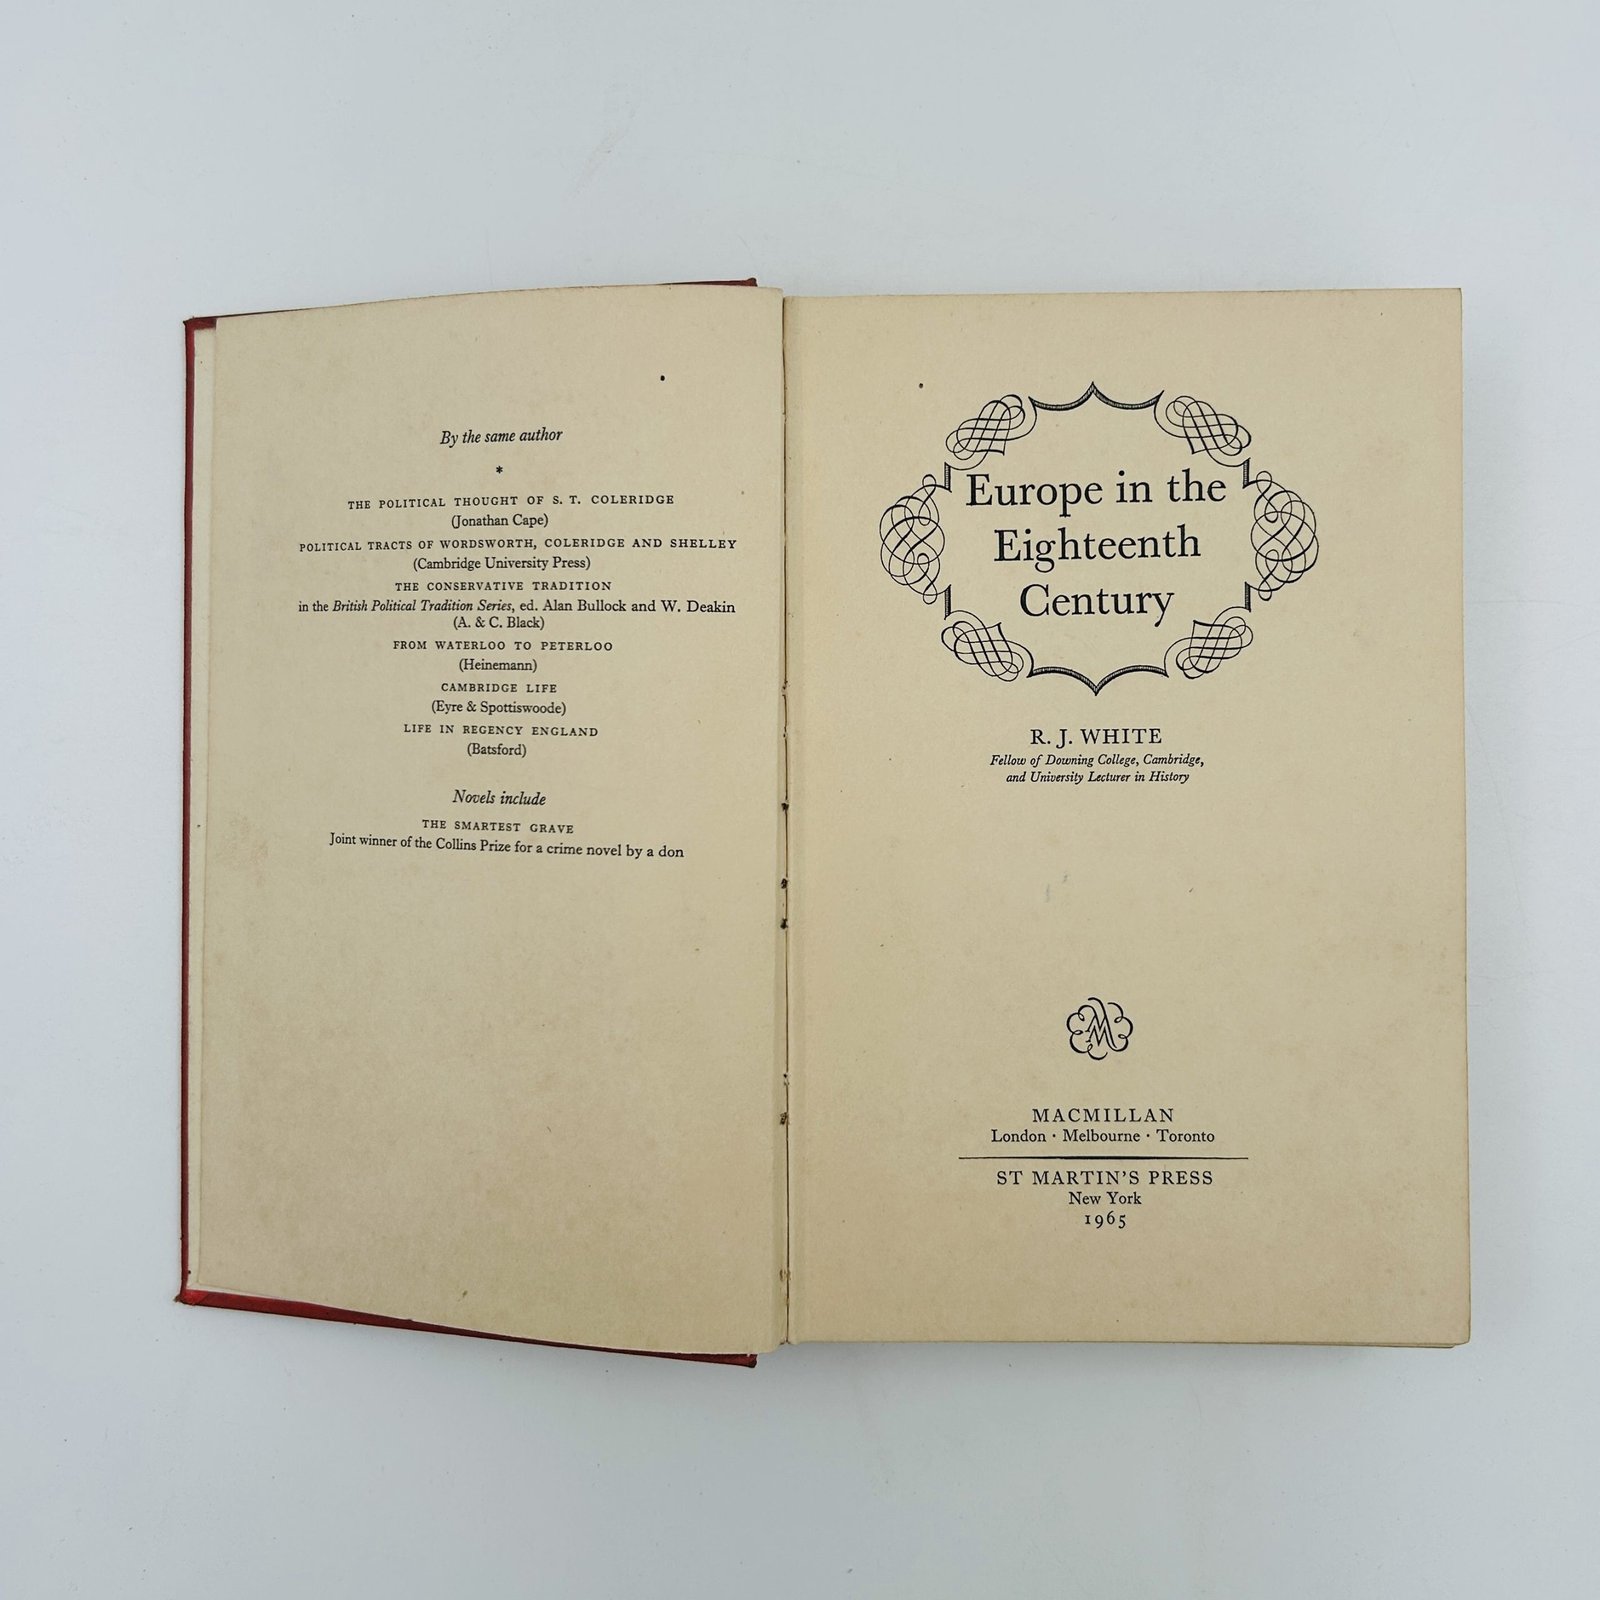 By the same author
*
THE POLITICAL THOUGHT OF S. T. COLERIDGE
(Jonathan Cape)
POLITICAL TRACTS OF WORDSWORTH, COLERIDGE AND SHELLEY
(Cambridge University Press)
THE CONSERVATIVE TRADITION
in the British Political Tradition Series, ed. Alan Bullock and W. Deakin
(A. & C. Black)
FROM WATERLOO TO PETERLOO
(Heinemann)
CAMBRIDGE LIFE
(Eyre & Spottiswoode)
LIFE IN REGENCY ENGLAND
(Batsford)
Novels include
THE SMARTEST GRAVE
Joint winner of the Collins Prize for a crime novel by a don
Europe in the
Eighteenth
Century
R. J. WHITE
Fellow of Downing College, Cambridge,
and University Lecturer in History
M
MACMILLAN
London · Melbourne · Toronto
ST MARTIN'S PRESS
New York
1965